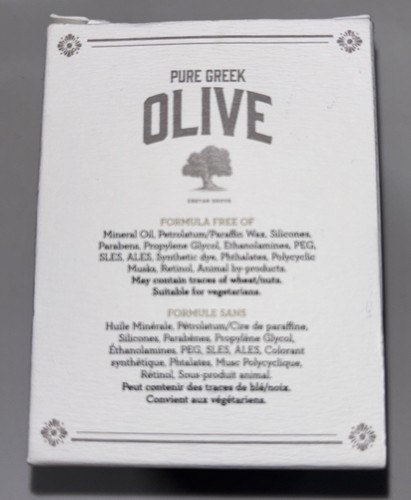 PURE GREEK
OLIVE
CRETAN GROVE
FORMULA FREE OF
Mineral Oil, Petrolatum/Paraffin Wax, Silicones,
Parabens, Propylene Glycol, Ethanolamines, PEG,
SLES, ALES, Synthetic dye, Phthalates, Polycyclic
Musks, Retinol, Animal by-products.
May contain traces of wheat/nuts.
Suitable for vegetarians.
FORMULE SANS
Huile Minérale, Pétrolatum/Cire de paraffine,
Silicones, Parabènes, Propylène Glycol,
Éthanolamines, PEG, SLES, ALES, Colorant
synthétique, Phtalates, Musc Polycyclique,
Rétinol, Sous-produit animal.
Peut contenir des traces de blé/noix.
Convient aux végétariens.